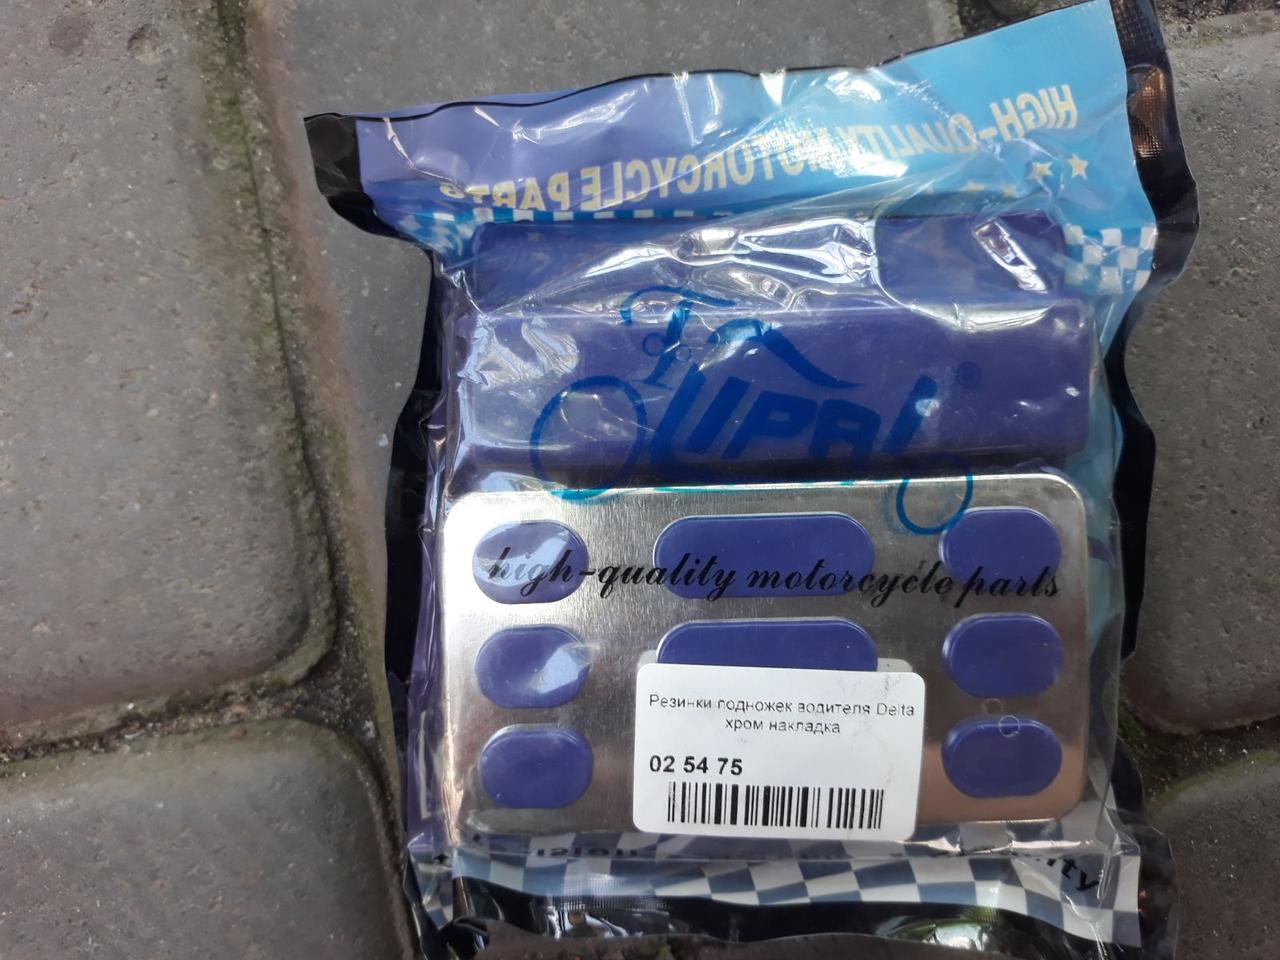 HIGH-QUALITY MOTORCYCLE PARTS
®
high-quality motorcycle parts
Резинки подножек водителя Delta
хром накладка
02 54 75